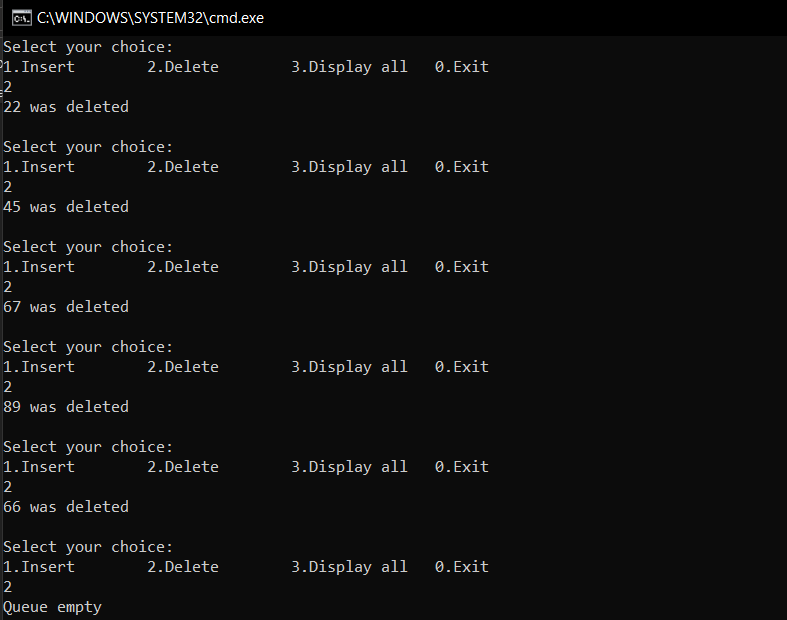 C:\WINDOWS\SYSTEM32\cmd.exe
Select your choice:
1.Insert        2.Delete        3.Display all   0.Exit
2
22 was deleted
Select your choice:
1.Insert        2.Delete        3.Display all   0.Exit
2
45 was deleted
Select your choice:
1.Insert        2.Delete        3.Display all   0.Exit
2
67 was deleted
Select your choice:
1.Insert        2.Delete        3.Display all   0.Exit
2
89 was deleted
Select your choice:
1.Insert        2.Delete        3.Display all   0.Exit
2
66 was deleted
Select your choice:
1.Insert        2.Delete        3.Display all   0.Exit
2
Queue empty